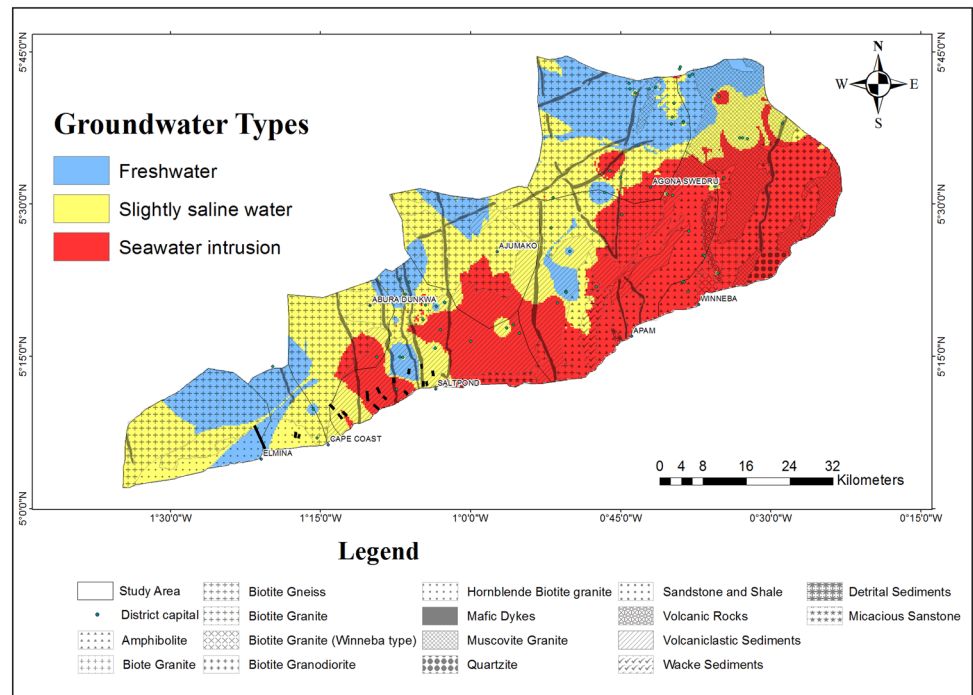 5°45'0"N
5°30'0"N
5°15'0"N
5°0'0"N
N
W E
S
Groundwater Types
Freshwater
Slightly saline water
Seawater intrusion
AGONA SWEDRU
AJUMAKO
ABURA DUNKWA
WINNEBA
APAM
SALTPOND
CAPE COAST
ELMINA
0 4 8 16 24 32
Kilometers
5°45'0"N
5°30'0"N
5°15'0"N
5°0'0"N
1°30'0"W 1°15'0"W 1°0'0"W 0°45'0"W 0°30'0"W 0°15'0"W
Legend
Study Area
District capital
Amphibolite
Biote Granite
Biotite Gneiss
Biotite Granite
Biotite Granite (Winneba type)
Biotite Granodiorite
Hornblende Biotite granite
Mafic Dykes
Muscovite Granite
Quartzite
Sandstone and Shale
Volcanic Rocks
Volcaniclastic Sediments
Wacke Sediments
Detrital Sediments
Micacious Sanstone